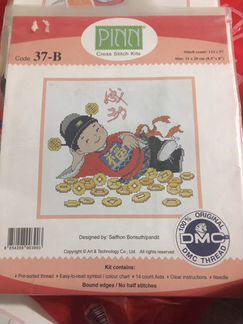 PINN
Cross Stitch Kits
Code 37-B
Designed by: Saithon Borisuthipandit
Copyright © Art & Technology Co., Ltd. All rights reserved.
100% ORIGINAL
DMC
DMC THREAD
Kit contains:
• Pre-sorted thread • Easy-to-read symbol / colour chart • 14 count Aida • Clear instructions • Needle
Bound edges / No half stitches